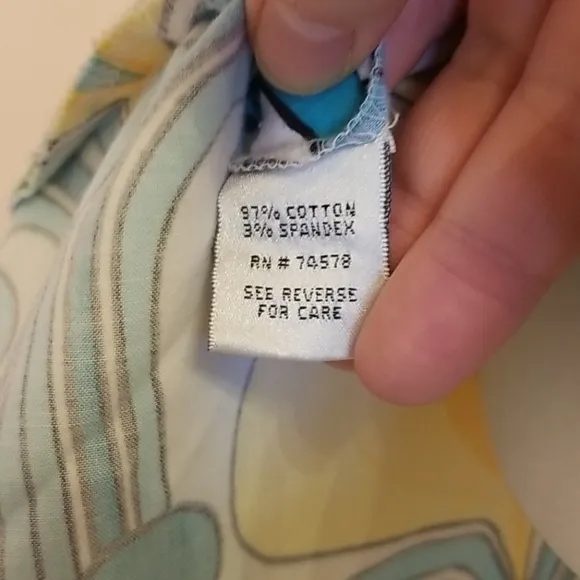 97% COTTON
3% SPANDEX
RN # 74578
SEE REVERSE
FOR CARE